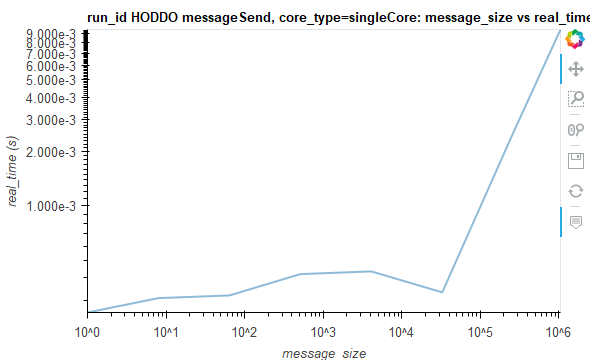 run_id HODDO messageSend, core_type=singleCore: message_size vs real_time
9.000e-3
8.000e-3
7.000e-3
6.000e-3
5.000e-3
4.000e-3
3.000e-3
2.000e-3
1.000e-3
real_time (s)
10^0 10^1 10^2 10^3 10^4 10^5 10^6
message_size